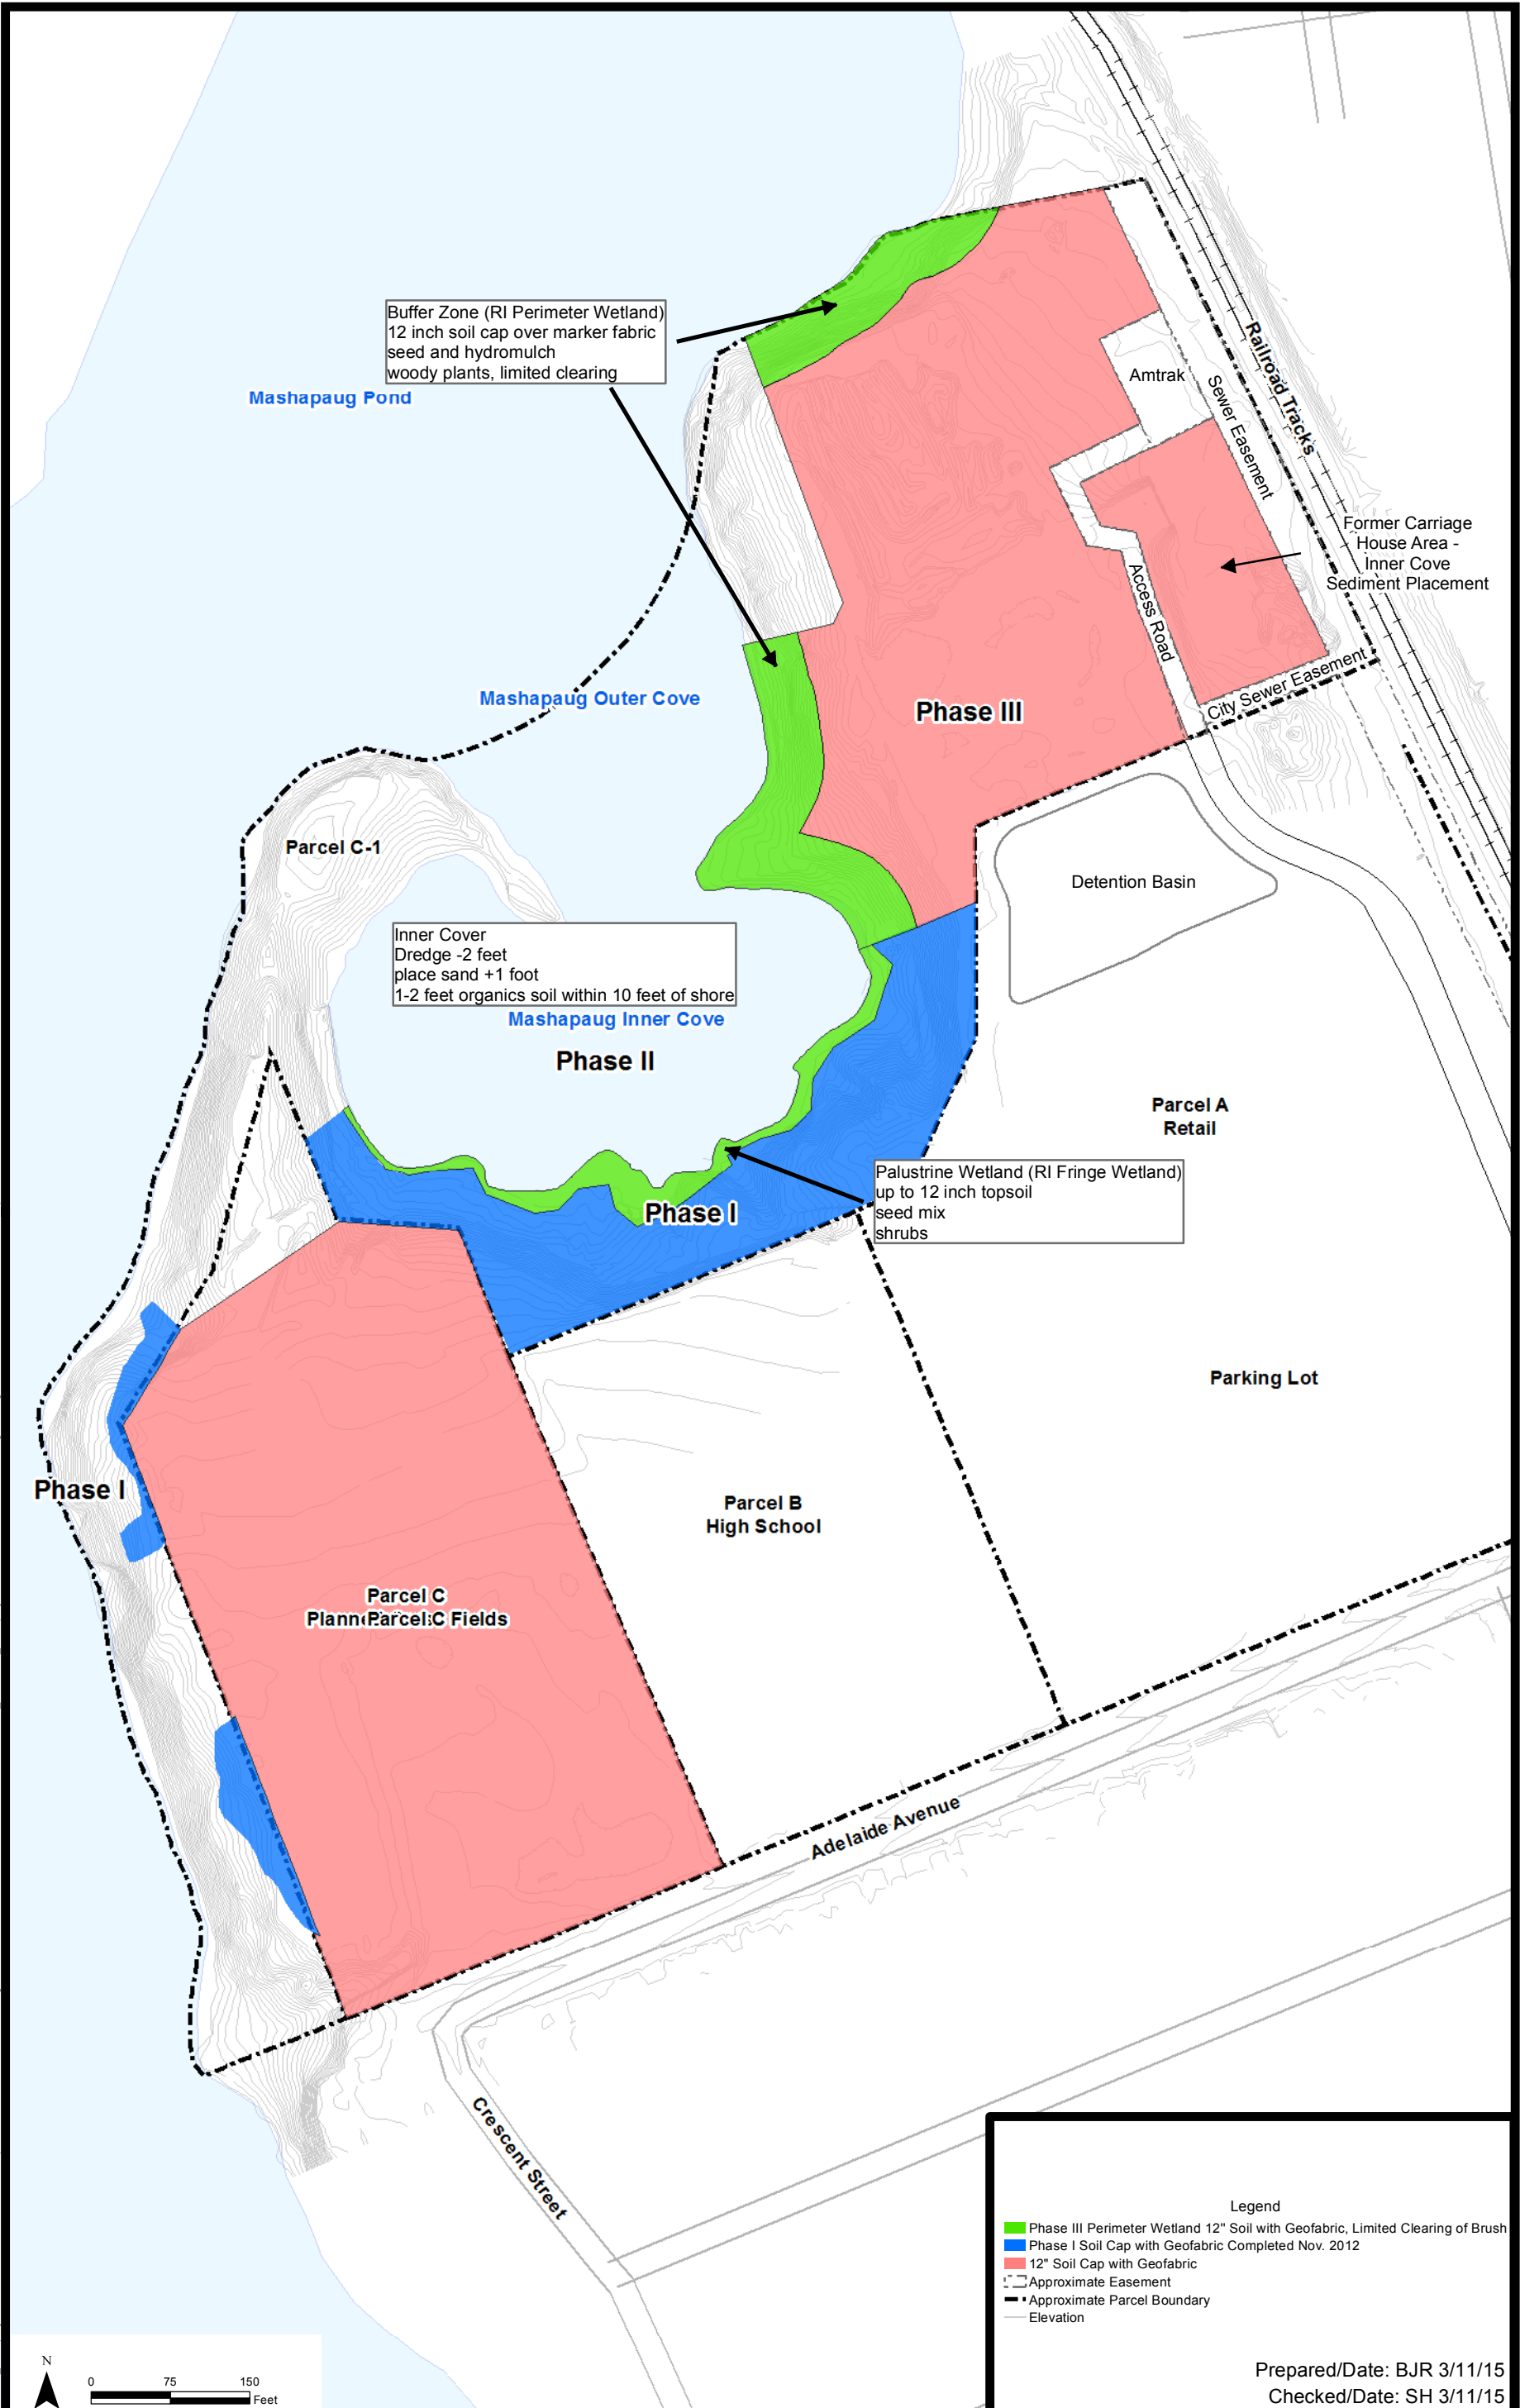 Buffer Zone (RI Perimeter Wetland)
12 inch soil cap over marker fabric
seed and hydromulch
woody plants, limited clearing
Mashapaug Pond
Railroad Tracks
Amtrak
Sewer Easement
Former Carriage
House Area -
Inner Cove
Sediment Placement
Access Road
City Sewer Easement
Mashapaug Outer Cove
Phase III
Parcel C-1
Detention Basin
Inner Cover
Dredge -2 feet
place sand +1 foot
1-2 feet organics soil within 10 feet of shore
Mashapaug Inner Cove
Phase II
Parcel A
Retail
Palustrine Wetland (RI Fringe Wetland)
up to 12 inch topsoil
seed mix
shrubs
Phase I
Parking Lot
Phase I
Parcel B
High School
Parcel C
Parcel C Fields
Adelaide Avenue
Crescent Street
Legend
Phase III Perimeter Wetland 12" Soil with Geofabric, Limited Clearing of Brush
Phase I Soil Cap with Geofabric Completed Nov. 2012
12" Soil Cap with Geofabric
Approximate Easement
Approximate Parcel Boundary
Elevation
Prepared/Date: BJR 3/11/15
Checked/Date: SH 3/11/15
N
0 75 150
Feet